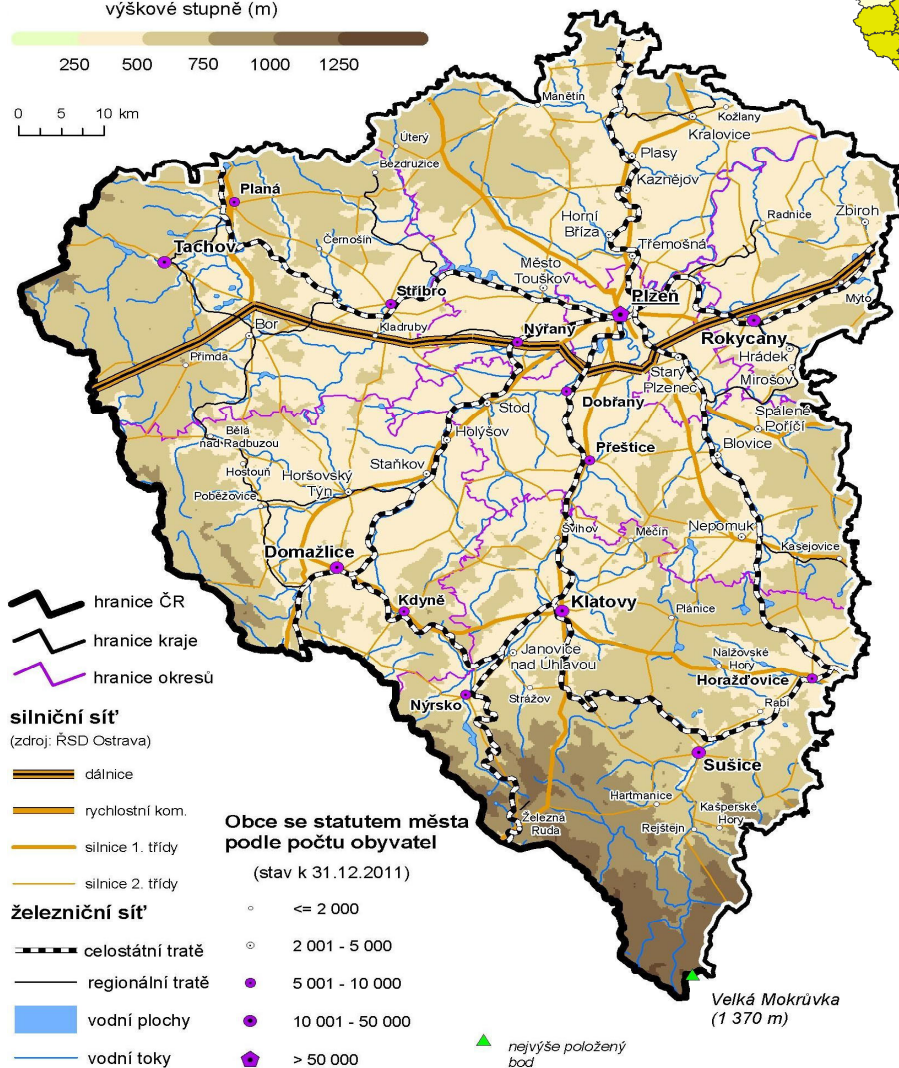 výškové stupně (m)
250 500 750 1000 1250
0 5 10 km
Manětín
Kožlany
Kralovice
Úterý
Bezdružice
Plasy
Kaznějov
Planá
Horní
Bříza
Radnice
Zbiroh
Tachov
Černošín
Třemošná
Město
Touškov
Stříbro
Plzeň
Mýto
Bor
Kladruby
Nýřany
Rokycany
Přimda
Hrádek
Starý
Plzenec
Mirošov
Dobřany
Stod
Spálené
Poříčí
Bělá
nad Radbuzou
Holýšov
Přeštice
Blovice
Hostouň
Horšovský
Týn
Staňkov
Poběžovice
Švihov
Měčín
Nepomuk
Kasejovice
Domažlice
Kdyně
Klatovy
Plánice
Janovice
nad Úhlavou
Nalžovské
Hory
Horažďovice
Nýrsko
Strážov
Rabí
Sušice
Hartmanice
Kašperské
Hory
Železná
Ruda
Rejštejn
Velká Mokrůvka
(1 370 m)
hranice ČR
hranice kraje
hranice okresů
silniční síť
(zdroj: ŘSD Ostrava)
dálnice
rychlostní kom.
silnice 1. třídy
silnice 2. třídy
železniční síť
celostátní tratě
regionální tratě
vodní plochy
vodní toky
Obce se statutem města
podle počtu obyvatel
(stav k 31.12.2011)
<= 2 000
2 001 - 5 000
5 001 - 10 000
10 001 - 50 000
> 50 000
nejvýše položený
bod